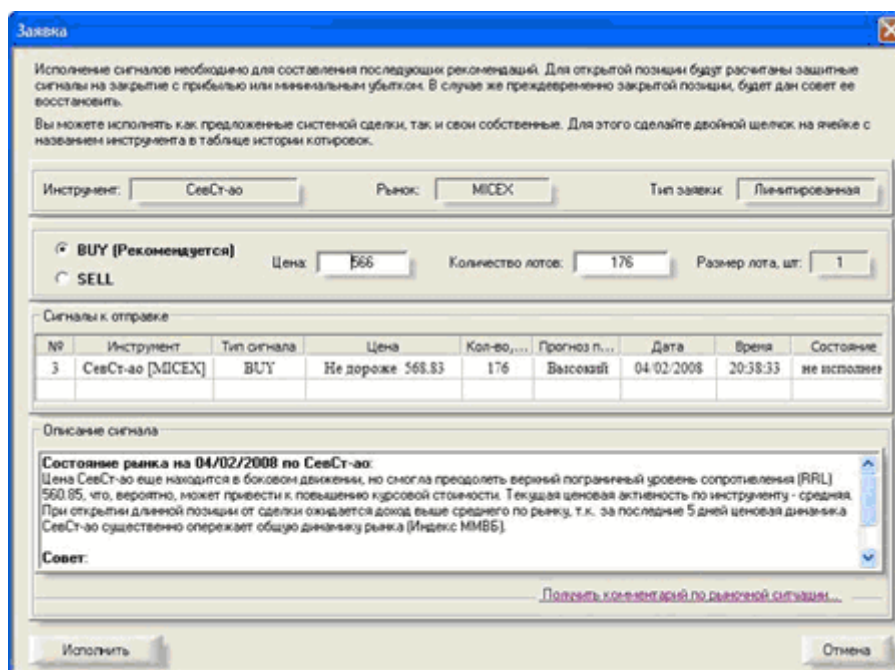 Заявка
Исполнение сигналов необходимо для составления последующих рекомендаций. Для открытой позиции будут расчитаны защитные
сигналы на закрытие с прибылью или минимальным убытком. В случае же преждевременно закрытой позиции, будет дан совет ее
восстановить.
Вы можете исполнять как предложенные системой сделки, так и свои собственные. Для этого сделайте двойной щелчок на ячейке с
названием инструмента в таблице истории котировок.
Инструмент: СевСт-ао Рынок: MICEX Тип заявки: Лимитированная
BUY (Рекомендуется)
SELL
Цена: 566 Количество лотов: 176 Размер лота, шт: 1
Сигналы к отправке
№ Инструмент Тип сигнала Цена Кол-во,... Прогноз п... Дата Время Состояние
3 СевСт-ао [MICEX] BUY Не дороже 568.83 176 Высокий 04/02/2008 20:38:33 не исполнен
Описание сигнала
Состояние рынка на 04/02/2008 по СевСт-ао:
Цена СевСт-ао еще находится в боковом движении, но смогла преодолеть верхний пограничный уровень сопротивления (RRL)
560.85, что, вероятно, может привести к повышению курсовой стоимости. Текущая ценовая активность по инструменту - средняя.
При открытии длинной позиции от сделки ожидается доход выше среднего по рынку, т.к. за последние 5 дней ценовая динамика
СевСт-ао существенно опережает общую динамику рынка (Индекс ММВБ).
Совет:
Получить комментарий по рыночной ситуации...
Исполнить Отмена